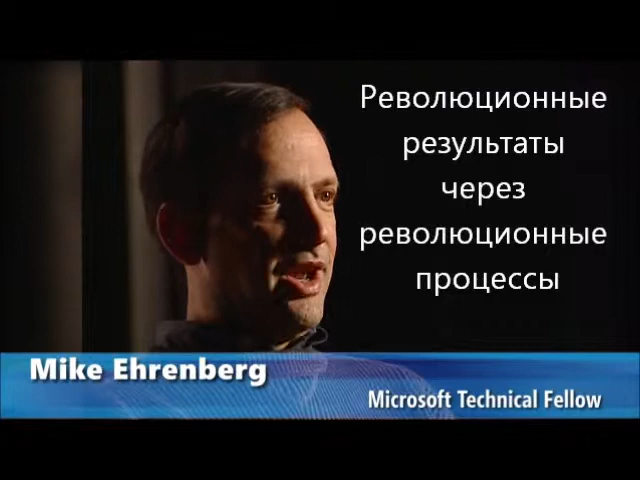 Революционные
результаты
через
революционные
процессы
Mike Ehrenberg
Microsoft Technical Fellow